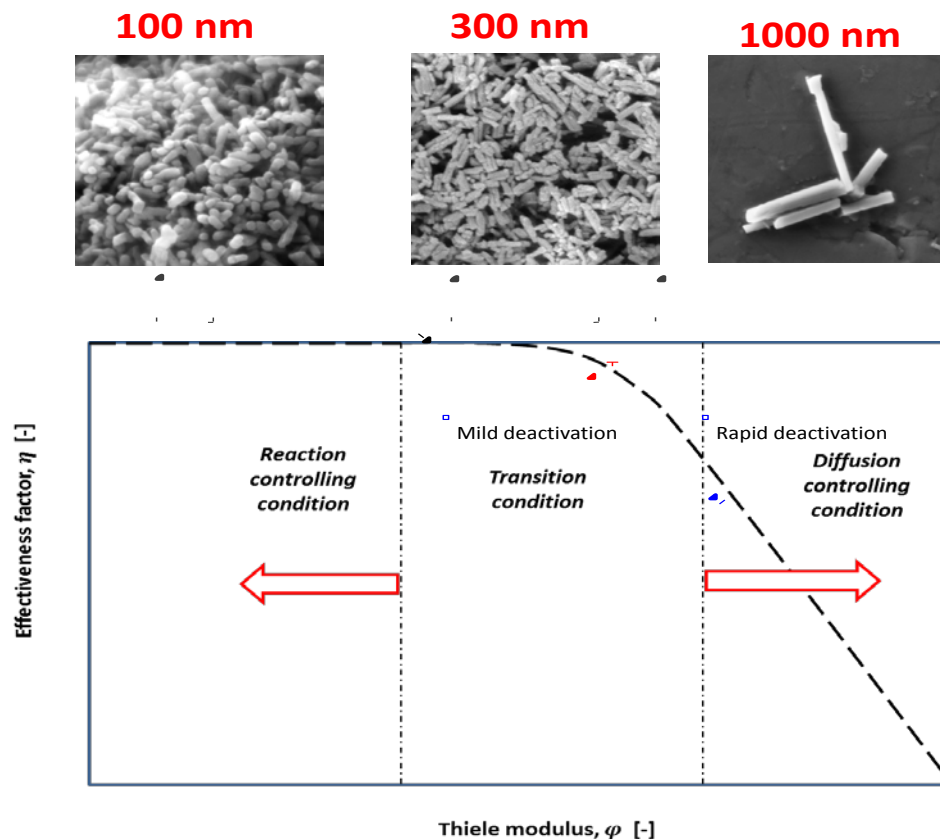 100 nm
300 nm
1000 nm
Mild deactivation
Rapid deactivation
Reaction
controlling
condition
Transition
condition
Diffusion
controlling
condition
Effectiveness factor, η [-]
Thiele modulus, φ [-]